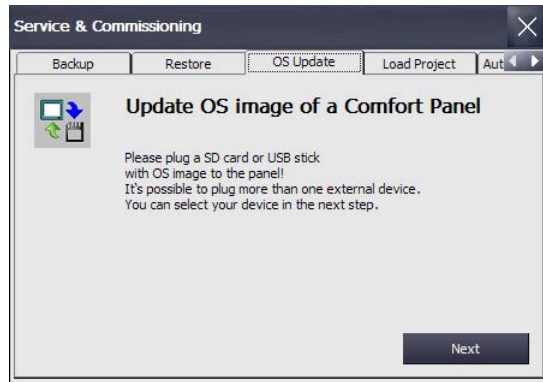 Service & Commissioning
Backup Restore OS Update Load Project Aut
Update OS image of a Comfort Panel
Please plug a SD card or USB stick
with OS image to the panel!
It's possible to plug more than one external device.
You can select your device in the next step.
Next